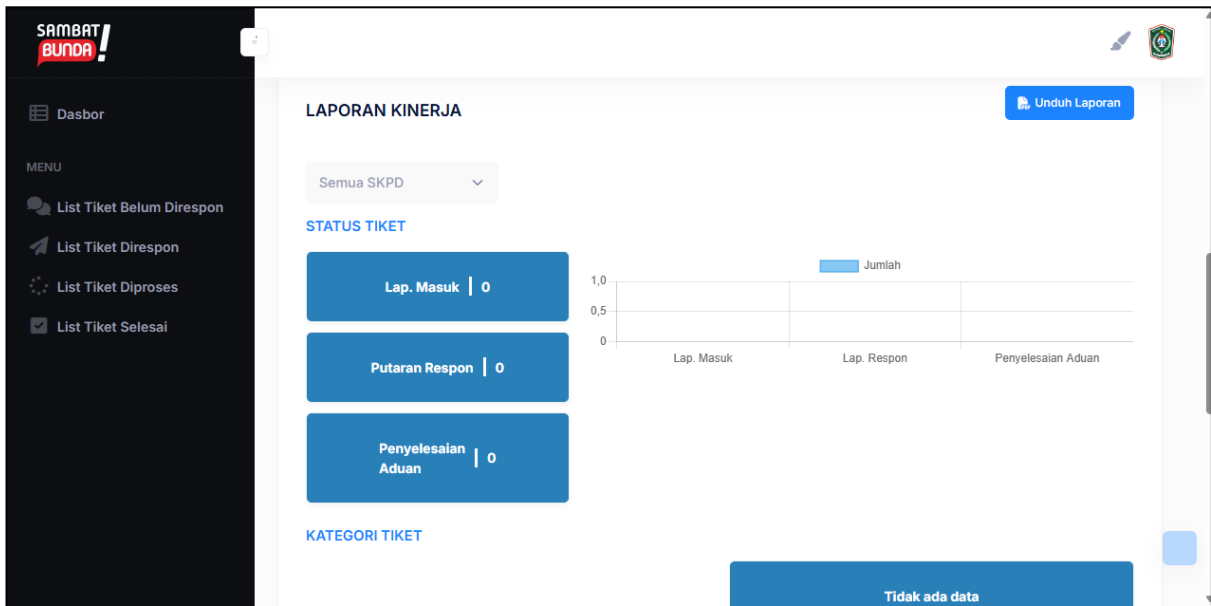 SAMBAT
BUNDA!
Dasbor
MENU
List Tiket Belum Direspon
List Tiket Direspon
List Tiket Diproses
List Tiket Selesai
LAPORAN KINERJA
Unduh Laporan
Semua SKPD
STATUS TIKET
Lap. Masuk | 0
Putaran Respon | 0
Penyelesaian
Aduan | 0
Jumlah
1,0
0,5
0
Lap. Masuk
Lap. Respon
Penyelesaian Aduan
KATEGORI TIKET
Tidak ada data